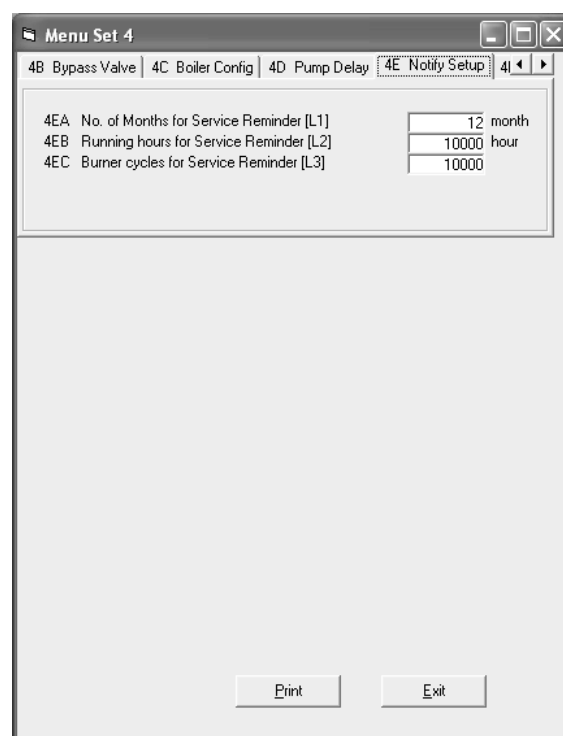 Menu Set 4
4B Bypass Valve 4C Boiler Config 4D Pump Delay 4E Notify Setup
4EA No. of Months for Service Reminder [L1] 12 month
4EB Running hours for Service Reminder [L2] 10000 hour
4EC Burner cycles for Service Reminder [L3] 10000
Print Exit